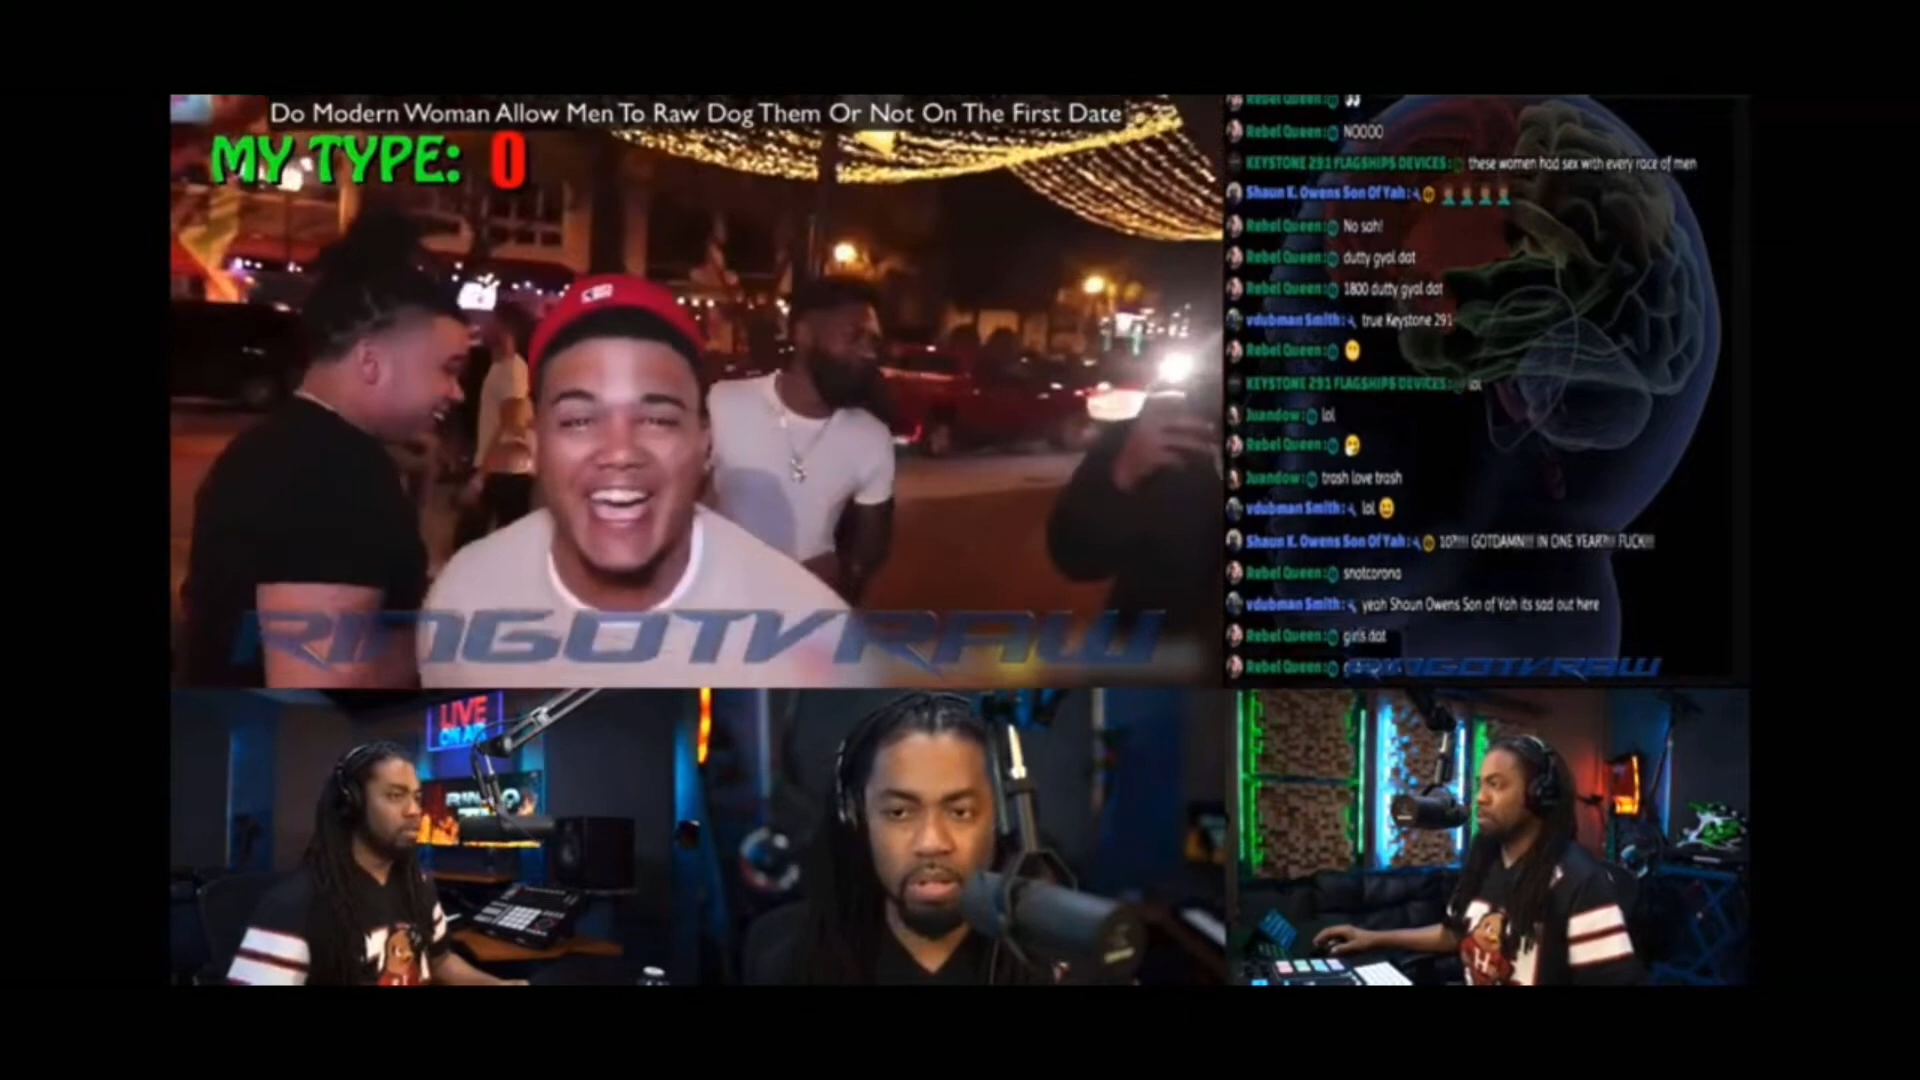 Do Modern Woman Allow Men To Raw Dog Them Or Not On The First Date
MY TYPE: 0
RINGOTVRAW
Rebel Queen:
Rebel Queen: NOOOO
KEYSTONE 291 FLAGSHIPS DEVICES: these women had sex with every race of men
Shaun K. Owens Son Of Yah:
Rebel Queen: No sah!
Rebel Queen: dutty gyal dat
Rebel Queen: 1800 dutty gyal dat
vdubman Smith: true Keystone 291
Rebel Queen:
KEYSTONE 291 FLAGSHIPS DEVICES: lol
Juandow: lol
Rebel Queen:
Juandow: trash love trash
vdubman Smith: lol
Shaun K. Owens Son Of Yah: 10?!!!! GOTDAMN!!! IN ONE YEAR?!! FUCK!!!
Rebel Queen: snotcorona
vdubman Smith: yeah Shaun Owens Son of Yah its sad out here
Rebel Queen: girls dat
Rebel Queen:
RINGOTVRAW
LIVE
ON AIR
H